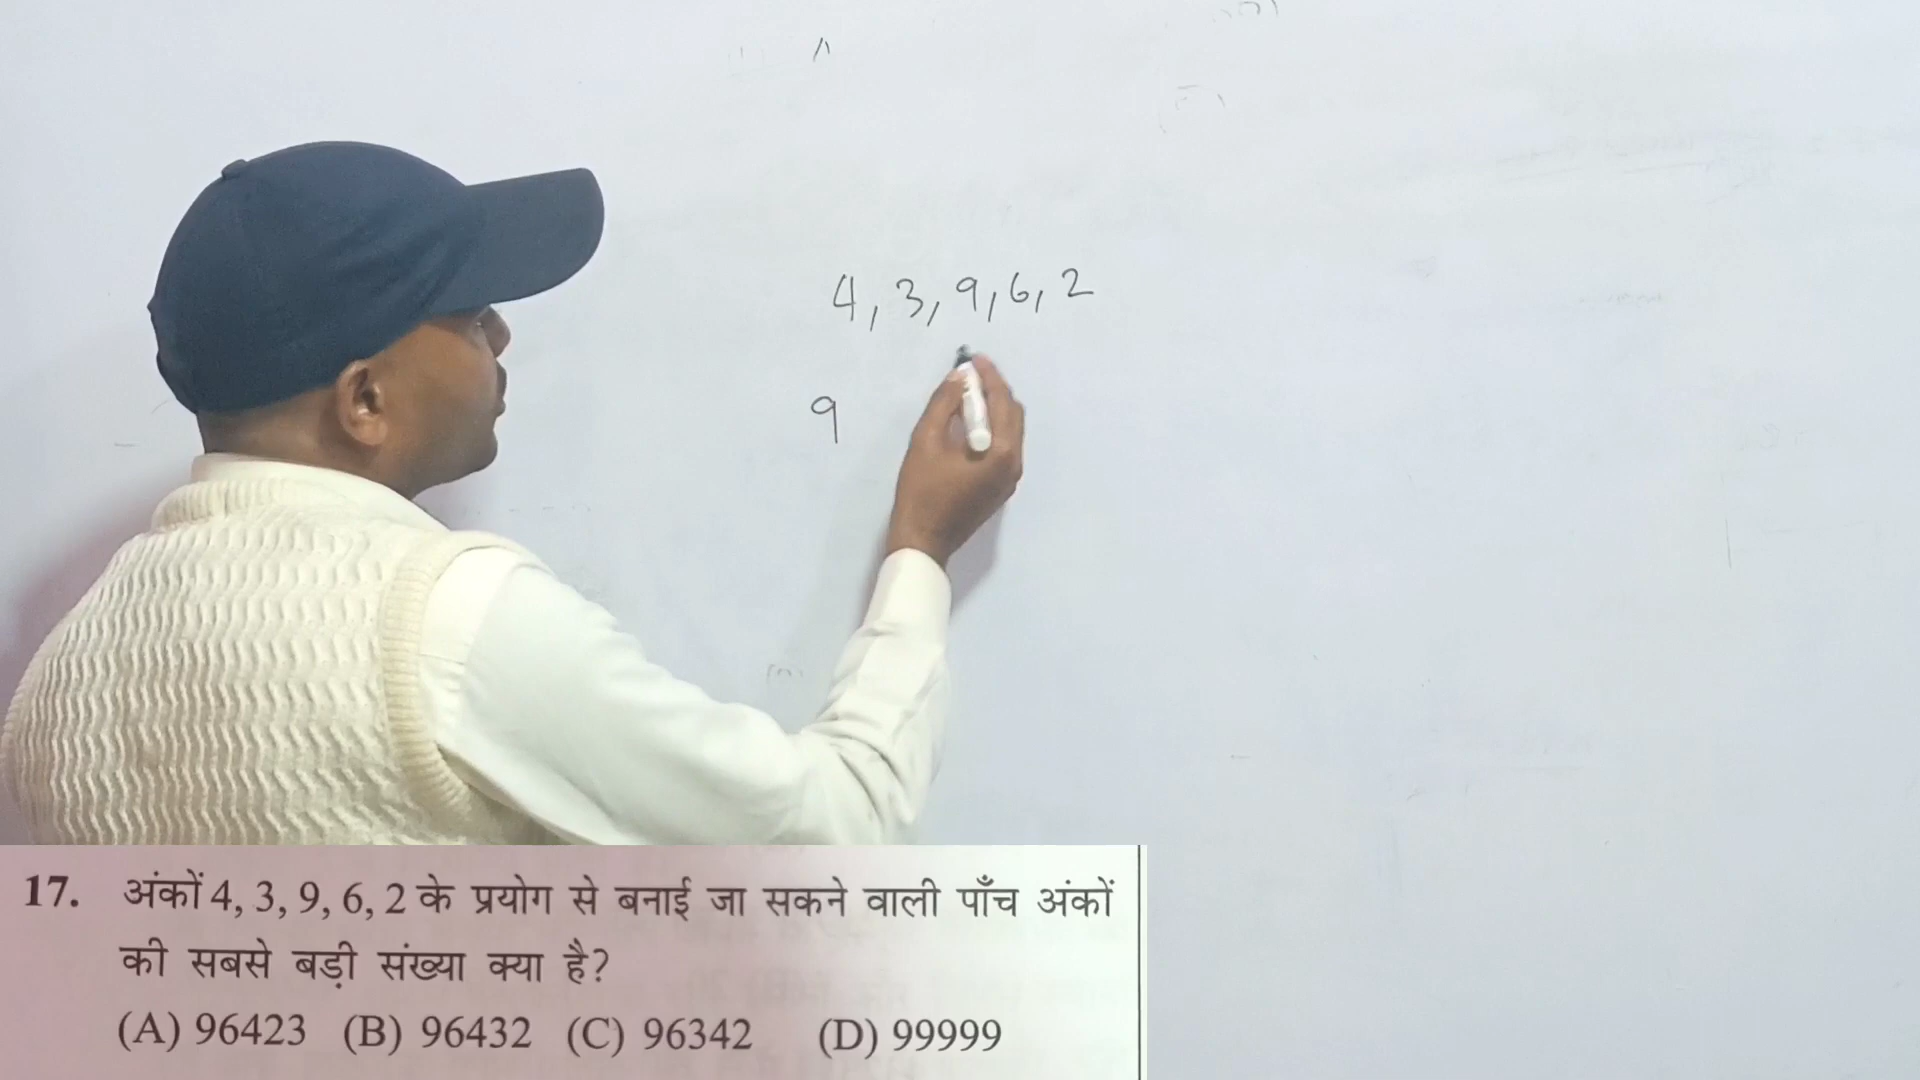 4, 3, 9, 6, 2
9
17. अंकों 4, 3, 9, 6, 2 के प्रयोग से बनाई जा सकने वाली पाँच अंकों
की सबसे बड़ी संख्या क्या है?
(A) 96423 (B) 96432 (C) 96342 (D) 99999